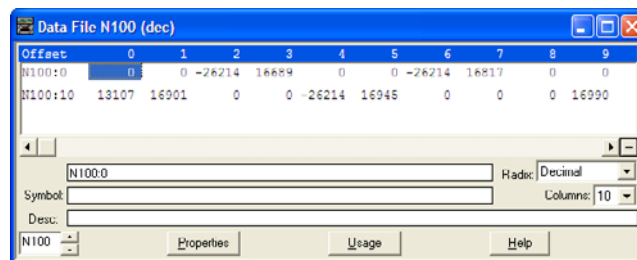 Data File N100 (dec)
Offset 0 1 2 3 4 5 6 7 8 9
N100:0 0 0 -26214 16689 0 0 -26214 16817 0 0
N100:10 13107 16901 0 0 -26214 16945 0 0 0 16990
N100:0 Radix: Decimal
Symbol: Columns: 10
Desc:
N100 Properties Usage Help